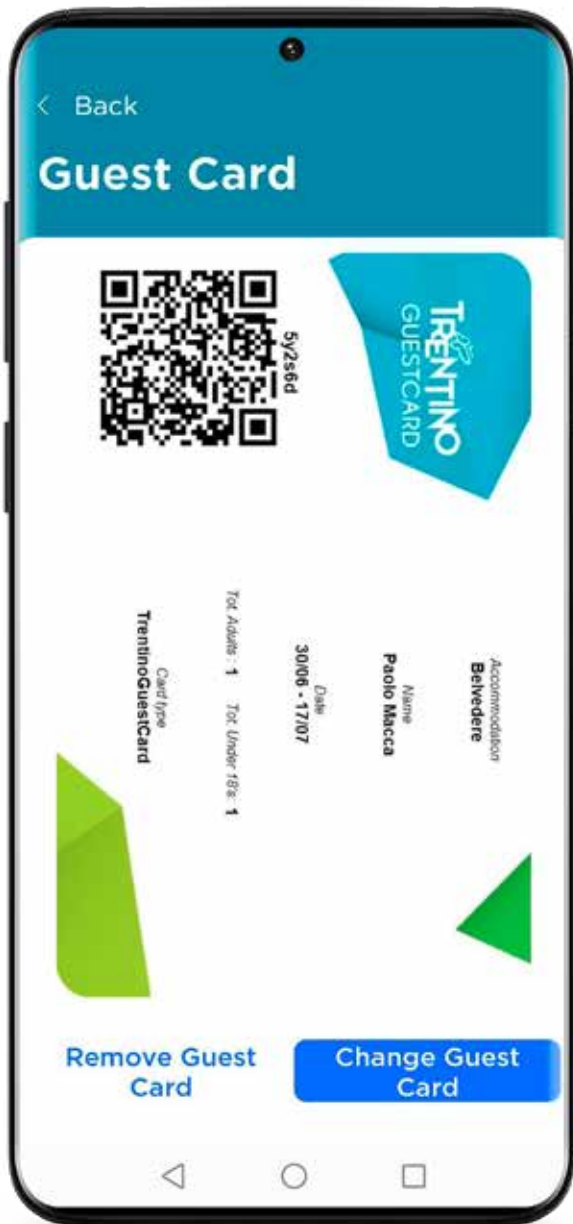 Back
Guest Card
TRENTINO
GUESTCARD
5y2s6d
Accommodation
Belvedere
Name
Paolo Macca
Date
30/06 - 17/07
Tot. Adults : 1 Tot. Under 18's: 1
Card type
TrentinoGuestCard
Remove Guest
Card
Change Guest
Card